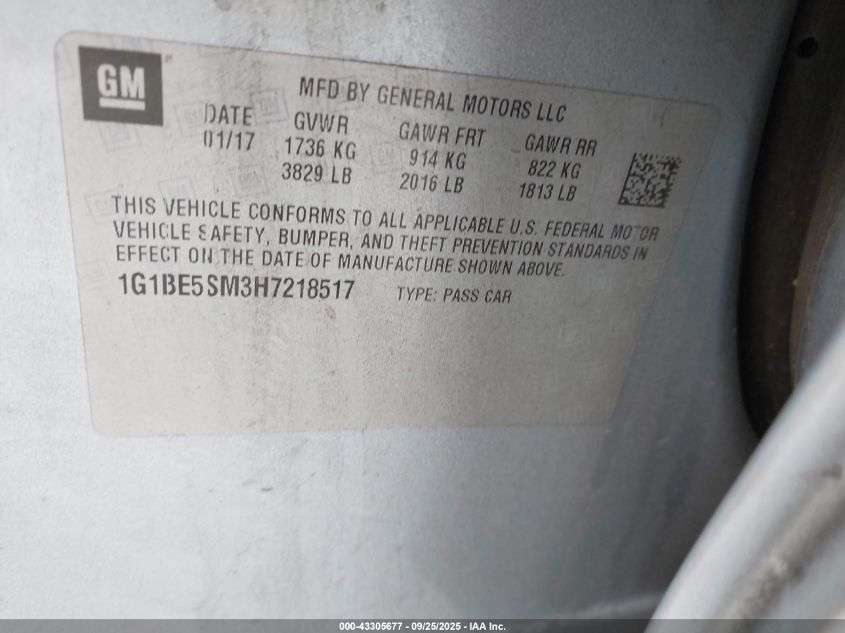 GM
MFD BY GENERAL MOTORS LLC
DATE GVWR GAWR FRT GAWR RR
01/17 1736 KG 914 KG 822 KG
3829 LB 2016 LB 1813 LB
THIS VEHICLE CONFORMS TO ALL APPLICABLE U.S. FEDERAL MOTOR
VEHICLE SAFETY, BUMPER, AND THEFT PREVENTION STANDARDS IN
EFFECT ON THE DATE OF MANUFACTURE SHOWN ABOVE.
1G1BE5SM3H7218517 TYPE: PASS CAR
000-43305677 - 09/25/2025 - IAA Inc.